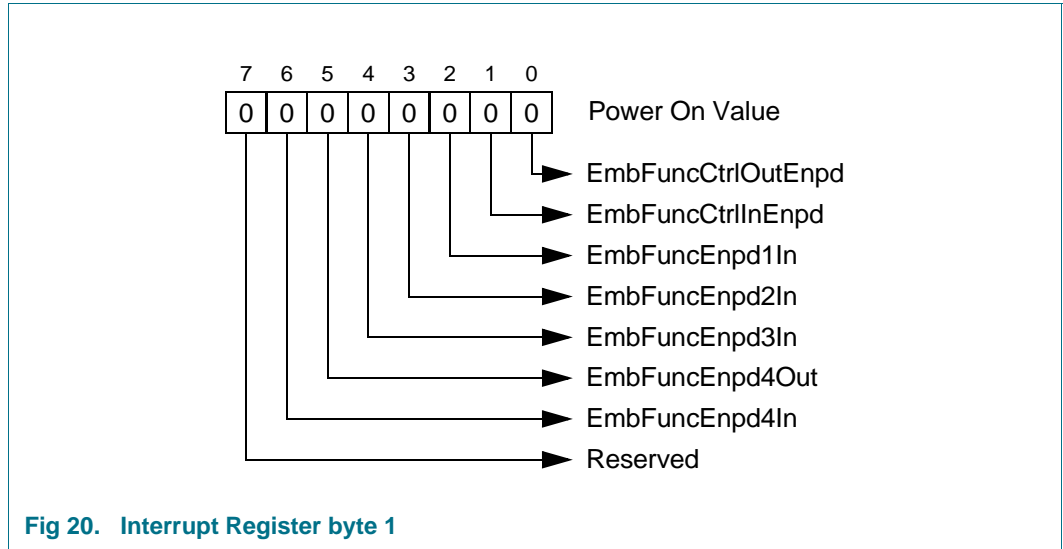 7 6 5 4 3 2 1 0
0 0 0 0 0 0 0 0 Power On Value
EmbFuncCtrlOutEnpd
EmbFuncCtrlInEnpd
EmbFuncEnpd1In
EmbFuncEnpd2In
EmbFuncEnpd3In
EmbFuncEnpd4Out
EmbFuncEnpd4In
Reserved
Fig 20. Interrupt Register byte 1